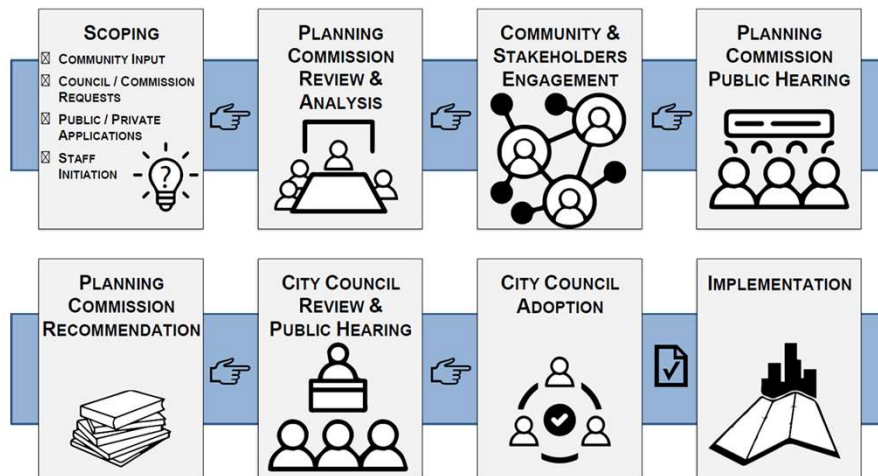 SCOPING
COMMUNITY INPUT
COUNCIL / COMMISSION
REQUESTS
PUBLIC / PRIVATE
APPLICATIONS
STAFF
INITIATION
?
PLANNING
COMMISSION
REVIEW &
ANALYSIS
COMMUNITY &
STAKEHOLDERS
ENGAGEMENT
PLANNING
COMMISSION
PUBLIC HEARING
PLANNING
COMMISSION
RECOMMENDATION
CITY COUNCIL
REVIEW &
PUBLIC HEARING
CITY COUNCIL
ADOPTION
IMPLEMENTATION